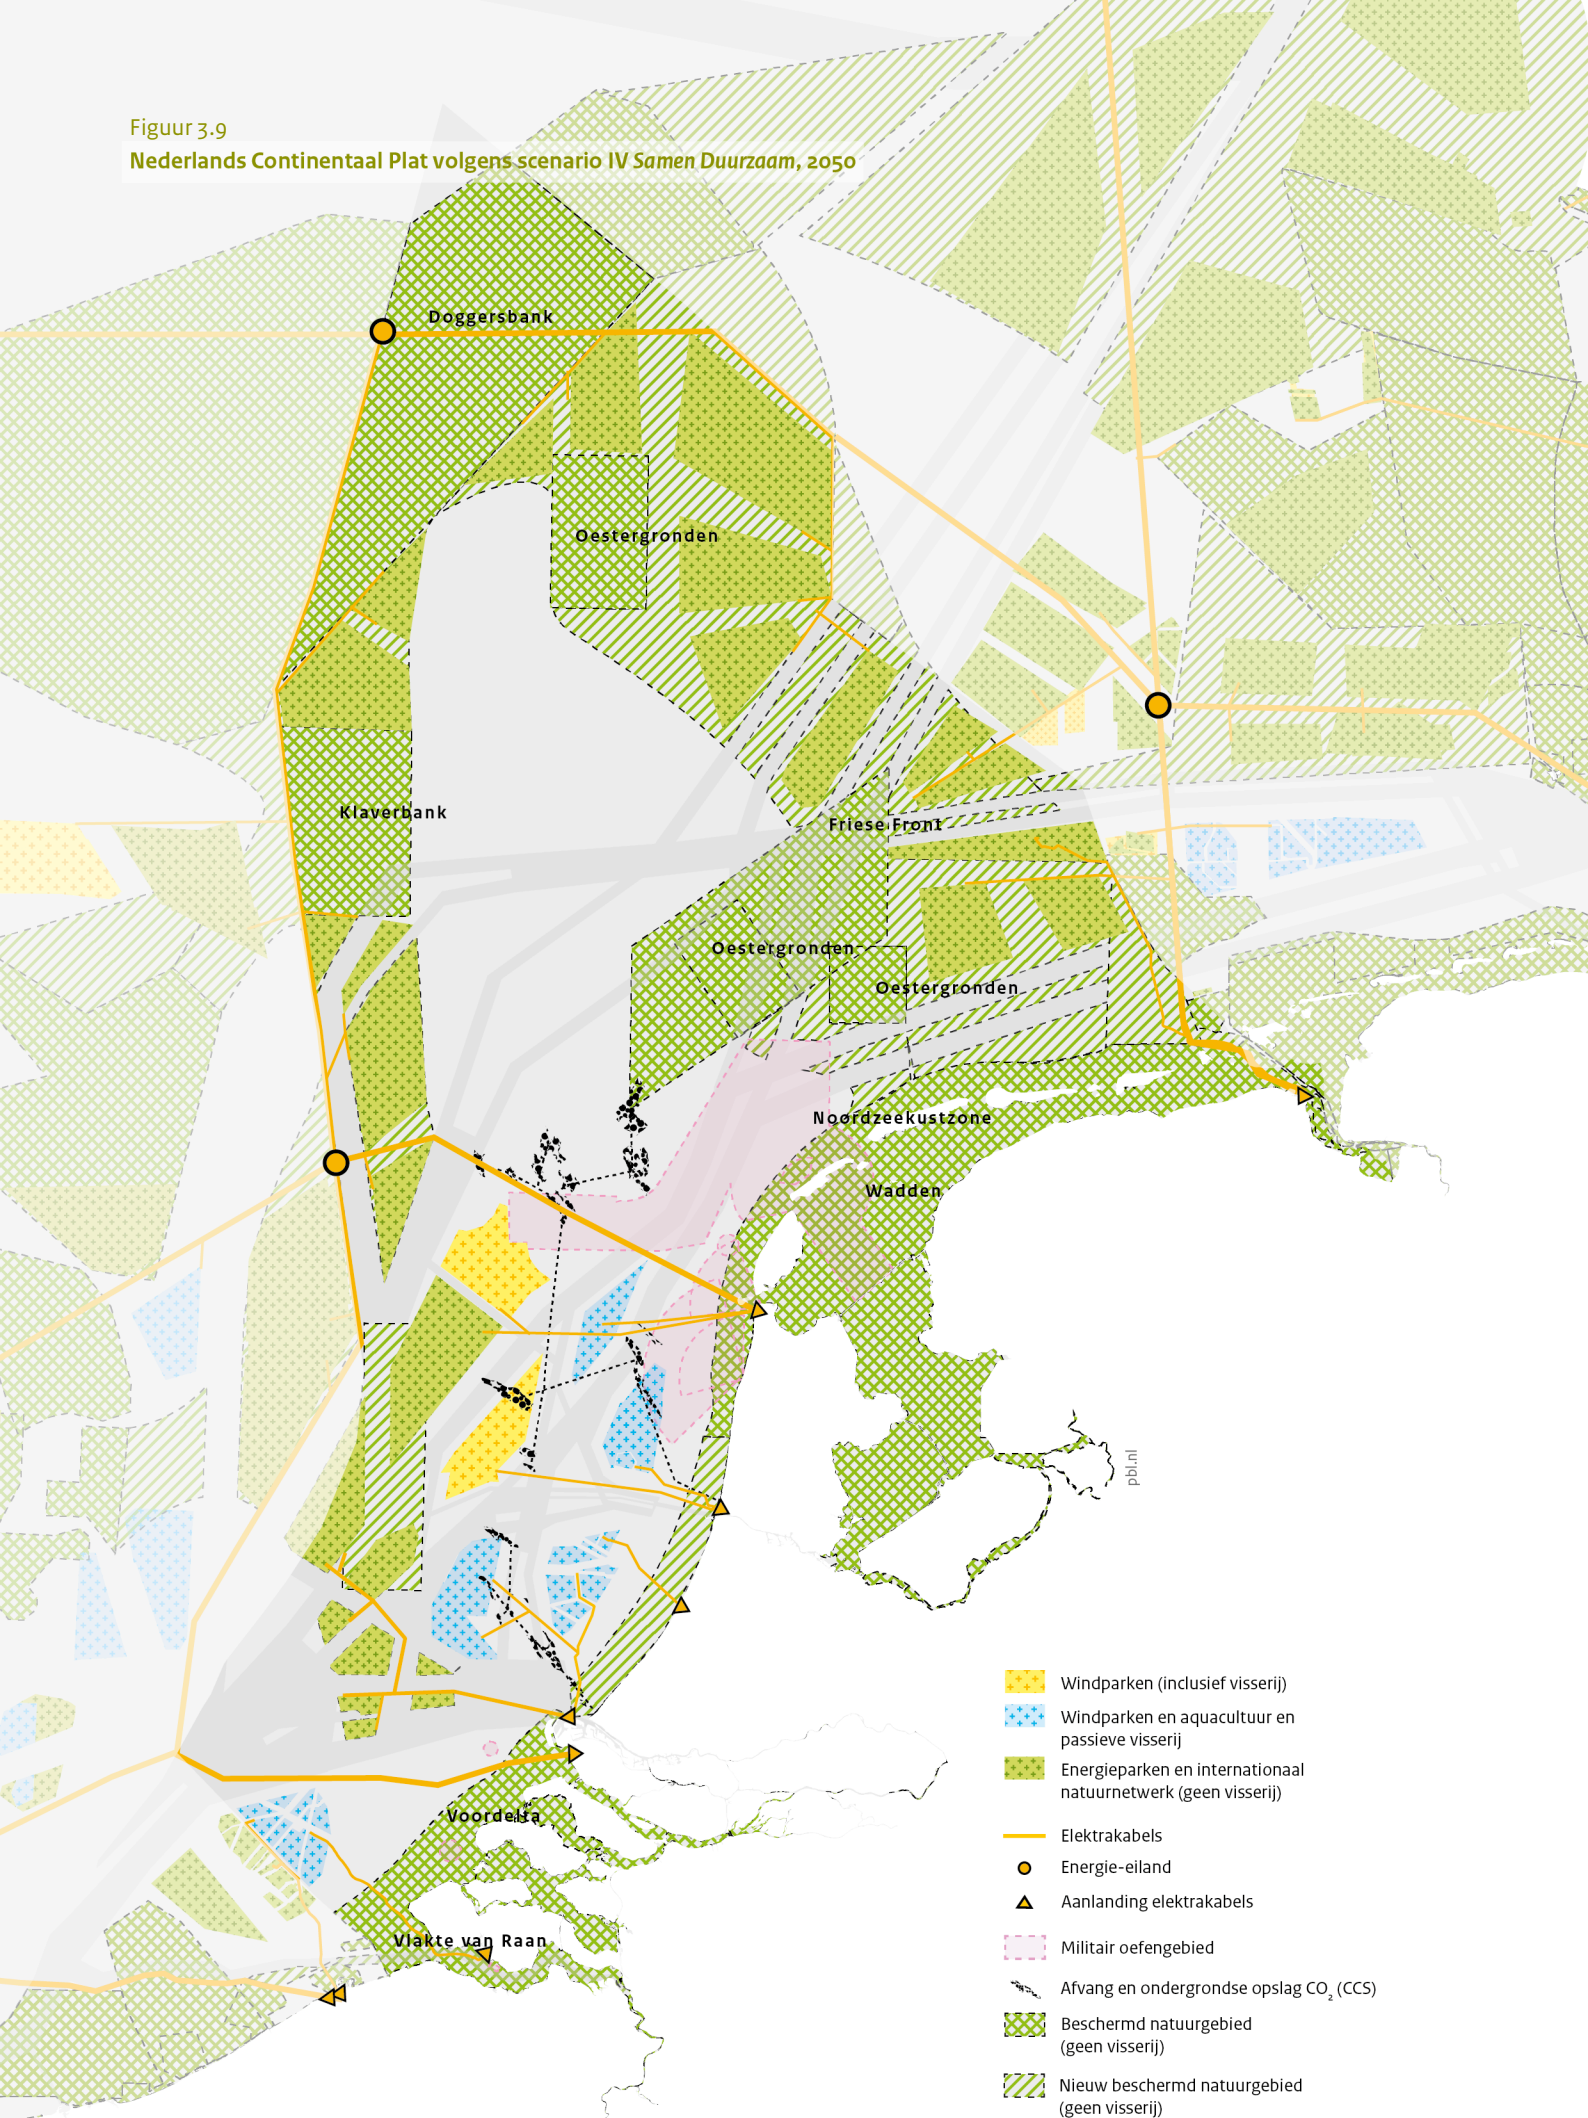 Figuur 3.9
Nederlands Continentaal Plat volgens scenario IV Samen Duurzaam, 2050
Doggersbank
Oestergronden
Klaverbank
Friese Front
Oestergronden
Oestergronden
Noordzeekustzone
Wadden
pbl.nl
Voordelta
Vlakte van Raan
Windparken (inclusief visserij)
Windparken en aquacultuur en
passieve visserij
Energieparken en internationaal
natuurnetwerk (geen visserij)
Elektrakabels
Energie-eiland
Aanlanding elektrakabels
Militair oefengebied
Afvang en ondergrondse opslag CO₂ (CCS)
Beschermd natuurgebied
(geen visserij)
Nieuw beschermd natuurgebied
(geen visserij)